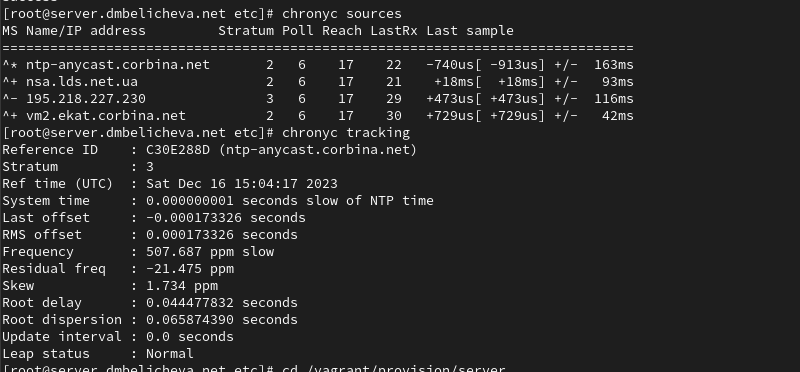 success
[root@server.dmbelicheva.net etc]# chronyc sources
MS Name/IP address         Stratum Poll Reach LastRx Last sample
===============================================================================
^* ntp-anycast.corbina.net       2   6    17    22   -740us[ -913us] +/-  163ms
^+ nsa.lds.net.ua                2   6    17    21    +18ms[  +18ms] +/-   93ms
^- 195.218.227.230               3   6    17    29   +473us[ +473us] +/-  116ms
^+ vm2.ekat.corbina.net          2   6    17    30   +729us[ +729us] +/-   42ms
[root@server.dmbelicheva.net etc]# chronyc tracking
Reference ID    : C30E288D (ntp-anycast.corbina.net)
Stratum         : 3
Ref time (UTC)  : Sat Dec 16 15:04:17 2023
System time     : 0.000000001 seconds slow of NTP time
Last offset     : -0.000173326 seconds
RMS offset      : 0.000173326 seconds
Frequency       : 507.687 ppm slow
Residual freq   : -21.475 ppm
Skew            : 1.734 ppm
Root delay      : 0.044477832 seconds
Root dispersion : 0.065874390 seconds
Update interval : 0.0 seconds
Leap status     : Normal
[root@server.dmbelicheva.net etc]# cd /vagrant/provision/server